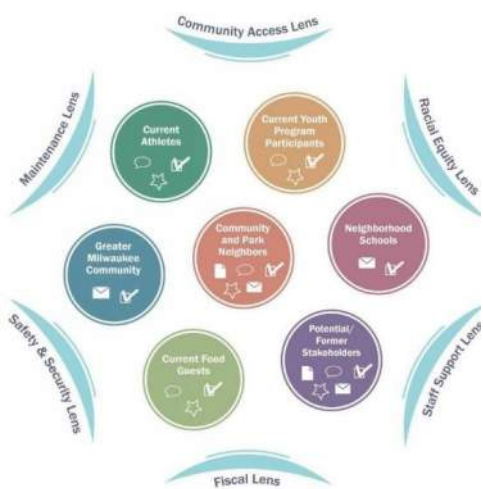 Community Access Lens
Maintenance Lens
Racial Equity Lens
Current
Athletes
Current Youth
Program
Participants
Greater
Milwaukee
Community
Community
and Park
Neighbors
Neighborhood
Schools
Current Food
Guests
Potential/
Former
Stakeholders
Safety & Security Lens
Staff Support Lens
Fiscal Lens